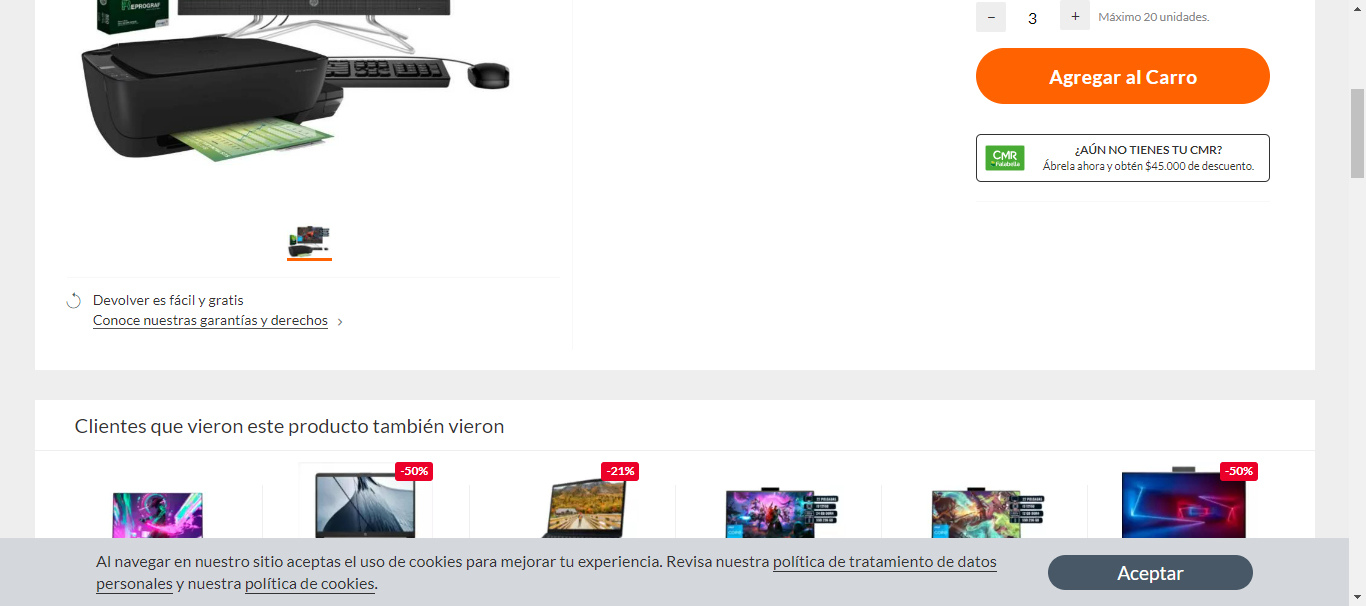 REPROGRAF
− 3 + Máximo 20 unidades.
Agregar al Carro
CMR
Falabella
¿AÚN NO TIENES TU CMR?
Ábrela ahora y obtén $45.000 de descuento.
Devolver es fácil y gratis
Conoce nuestras garantías y derechos
Clientes que vieron este producto también vieron
-50%
-21%
-50%
Al navegar en nuestro sitio aceptas el uso de cookies para mejorar tu experiencia. Revisa nuestra política de tratamiento de datos
personales y nuestra política de cookies.
Aceptar